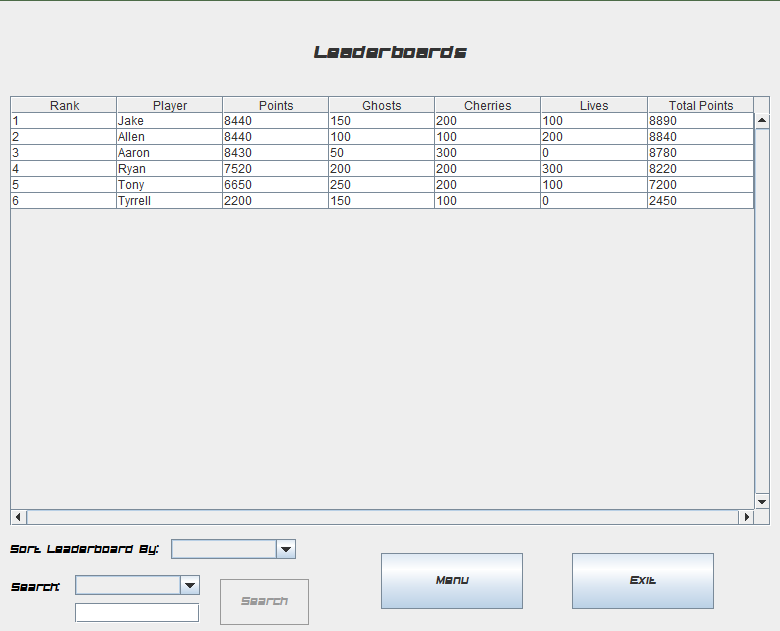 Leaderboards
Rank Player Points Ghosts Cherries Lives Total Points
1 Jake 8440 150 200 100 8890
2 Allen 8440 100 100 200 8840
3 Aaron 8430 50 300 0 8780
4 Ryan 7520 200 200 300 8220
5 Tony 6650 250 200 100 7200
6 Tyrrell 2200 150 100 0 2450
Sort Leaderboard By:
Search:
Search
Menu
Exit